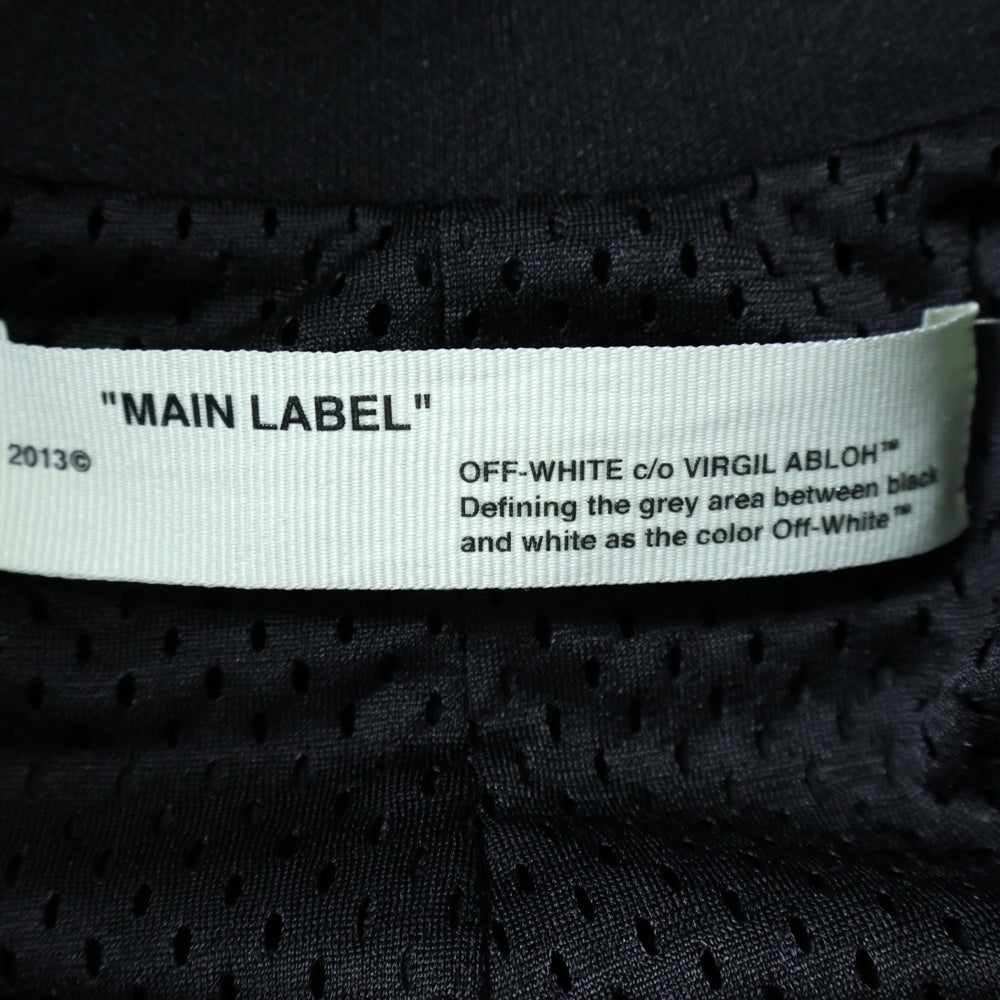 "MAIN LABEL"
2013©
OFF-WHITE c/o VIRGIL ABLOH™
Defining the grey area between black
and white as the color Off-White™